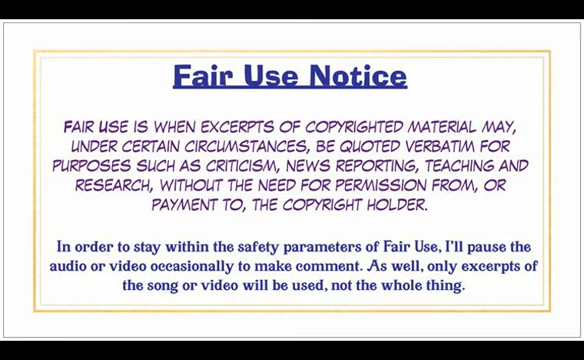 Fair Use Notice
FAIR USE IS WHEN EXCERPTS OF COPYRIGHTED MATERIAL MAY,
UNDER CERTAIN CIRCUMSTANCES, BE QUOTED VERBATIM FOR
PURPOSES SUCH AS CRITICISM, NEWS REPORTING, TEACHING AND
RESEARCH, WITHOUT THE NEED FOR PERMISSION FROM, OR
PAYMENT TO, THE COPYRIGHT HOLDER.
In order to stay within the safety parameters of Fair Use, I'll pause the
audio or video occasionally to make comment. As well, only excerpts of
the song or video will be used, not the whole thing.